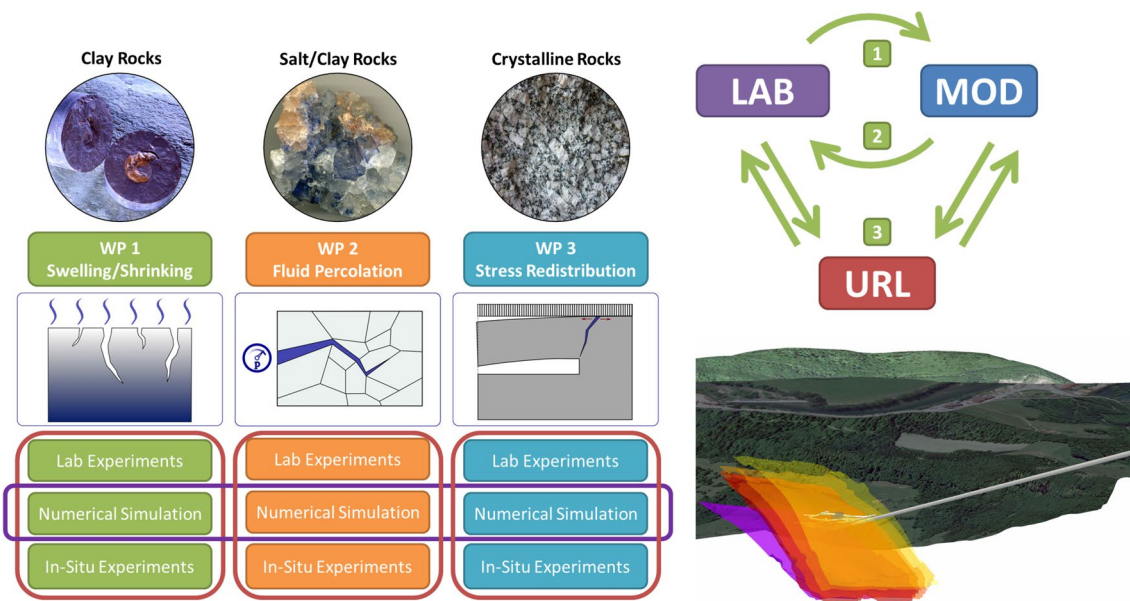 Clay Rocks
Salt/Clay Rocks
Crystalline Rocks
WP 1
Swelling/Shrinking
WP 2
Fluid Percolation
WP 3
Stress Redistribution
P
Lab Experiments
Lab Experiments
Lab Experiments
Numerical Simulation
Numerical Simulation
Numerical Simulation
In-Situ Experiments
In-Situ Experiments
In-Situ Experiments
1
LAB
MOD
2
3
URL